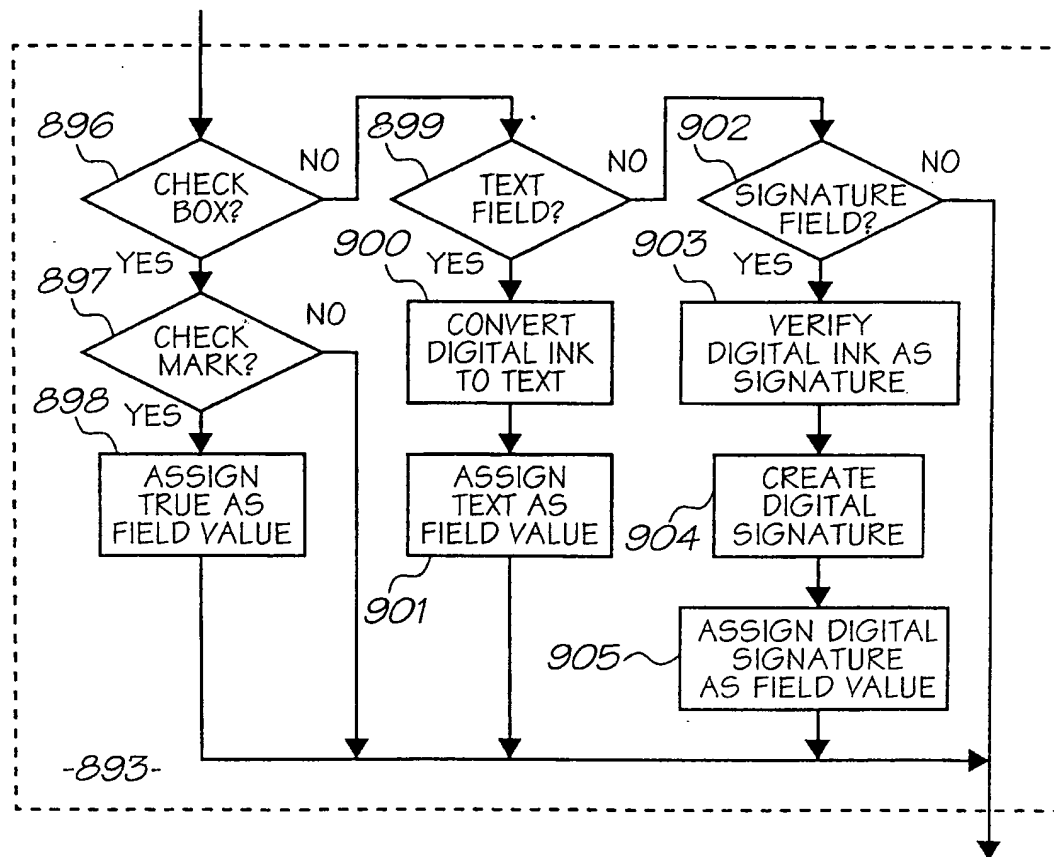 896
CHECK
BOX?
NO
YES
897
CHECK
MARK?
NO
YES
898
ASSIGN
TRUE AS
FIELD VALUE
899
TEXT
FIELD?
NO
YES
900
CONVERT
DIGITAL INK
TO TEXT
ASSIGN
TEXT AS
FIELD VALUE
901
902
SIGNATURE
FIELD?
NO
YES
903
VERIFY
DIGITAL INK AS
SIGNATURE
CREATE
DIGITAL
SIGNATURE
904
ASSIGN DIGITAL
SIGNATURE
AS FIELD VALUE
905
-893-